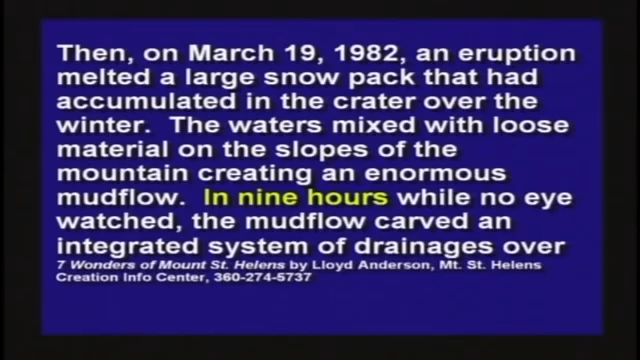 Then, on March 19, 1982, an eruption
melted a large snow pack that had
accumulated in the crater over the
winter.  The waters mixed with loose
material on the slopes of the
mountain creating an enormous
mudflow.  In nine hours while no eye
watched, the mudflow carved an
integrated system of drainages over
7 Wonders of Mount St. Helens by Lloyd Anderson, Mt. St. Helens
Creation Info Center, 360-274-5737